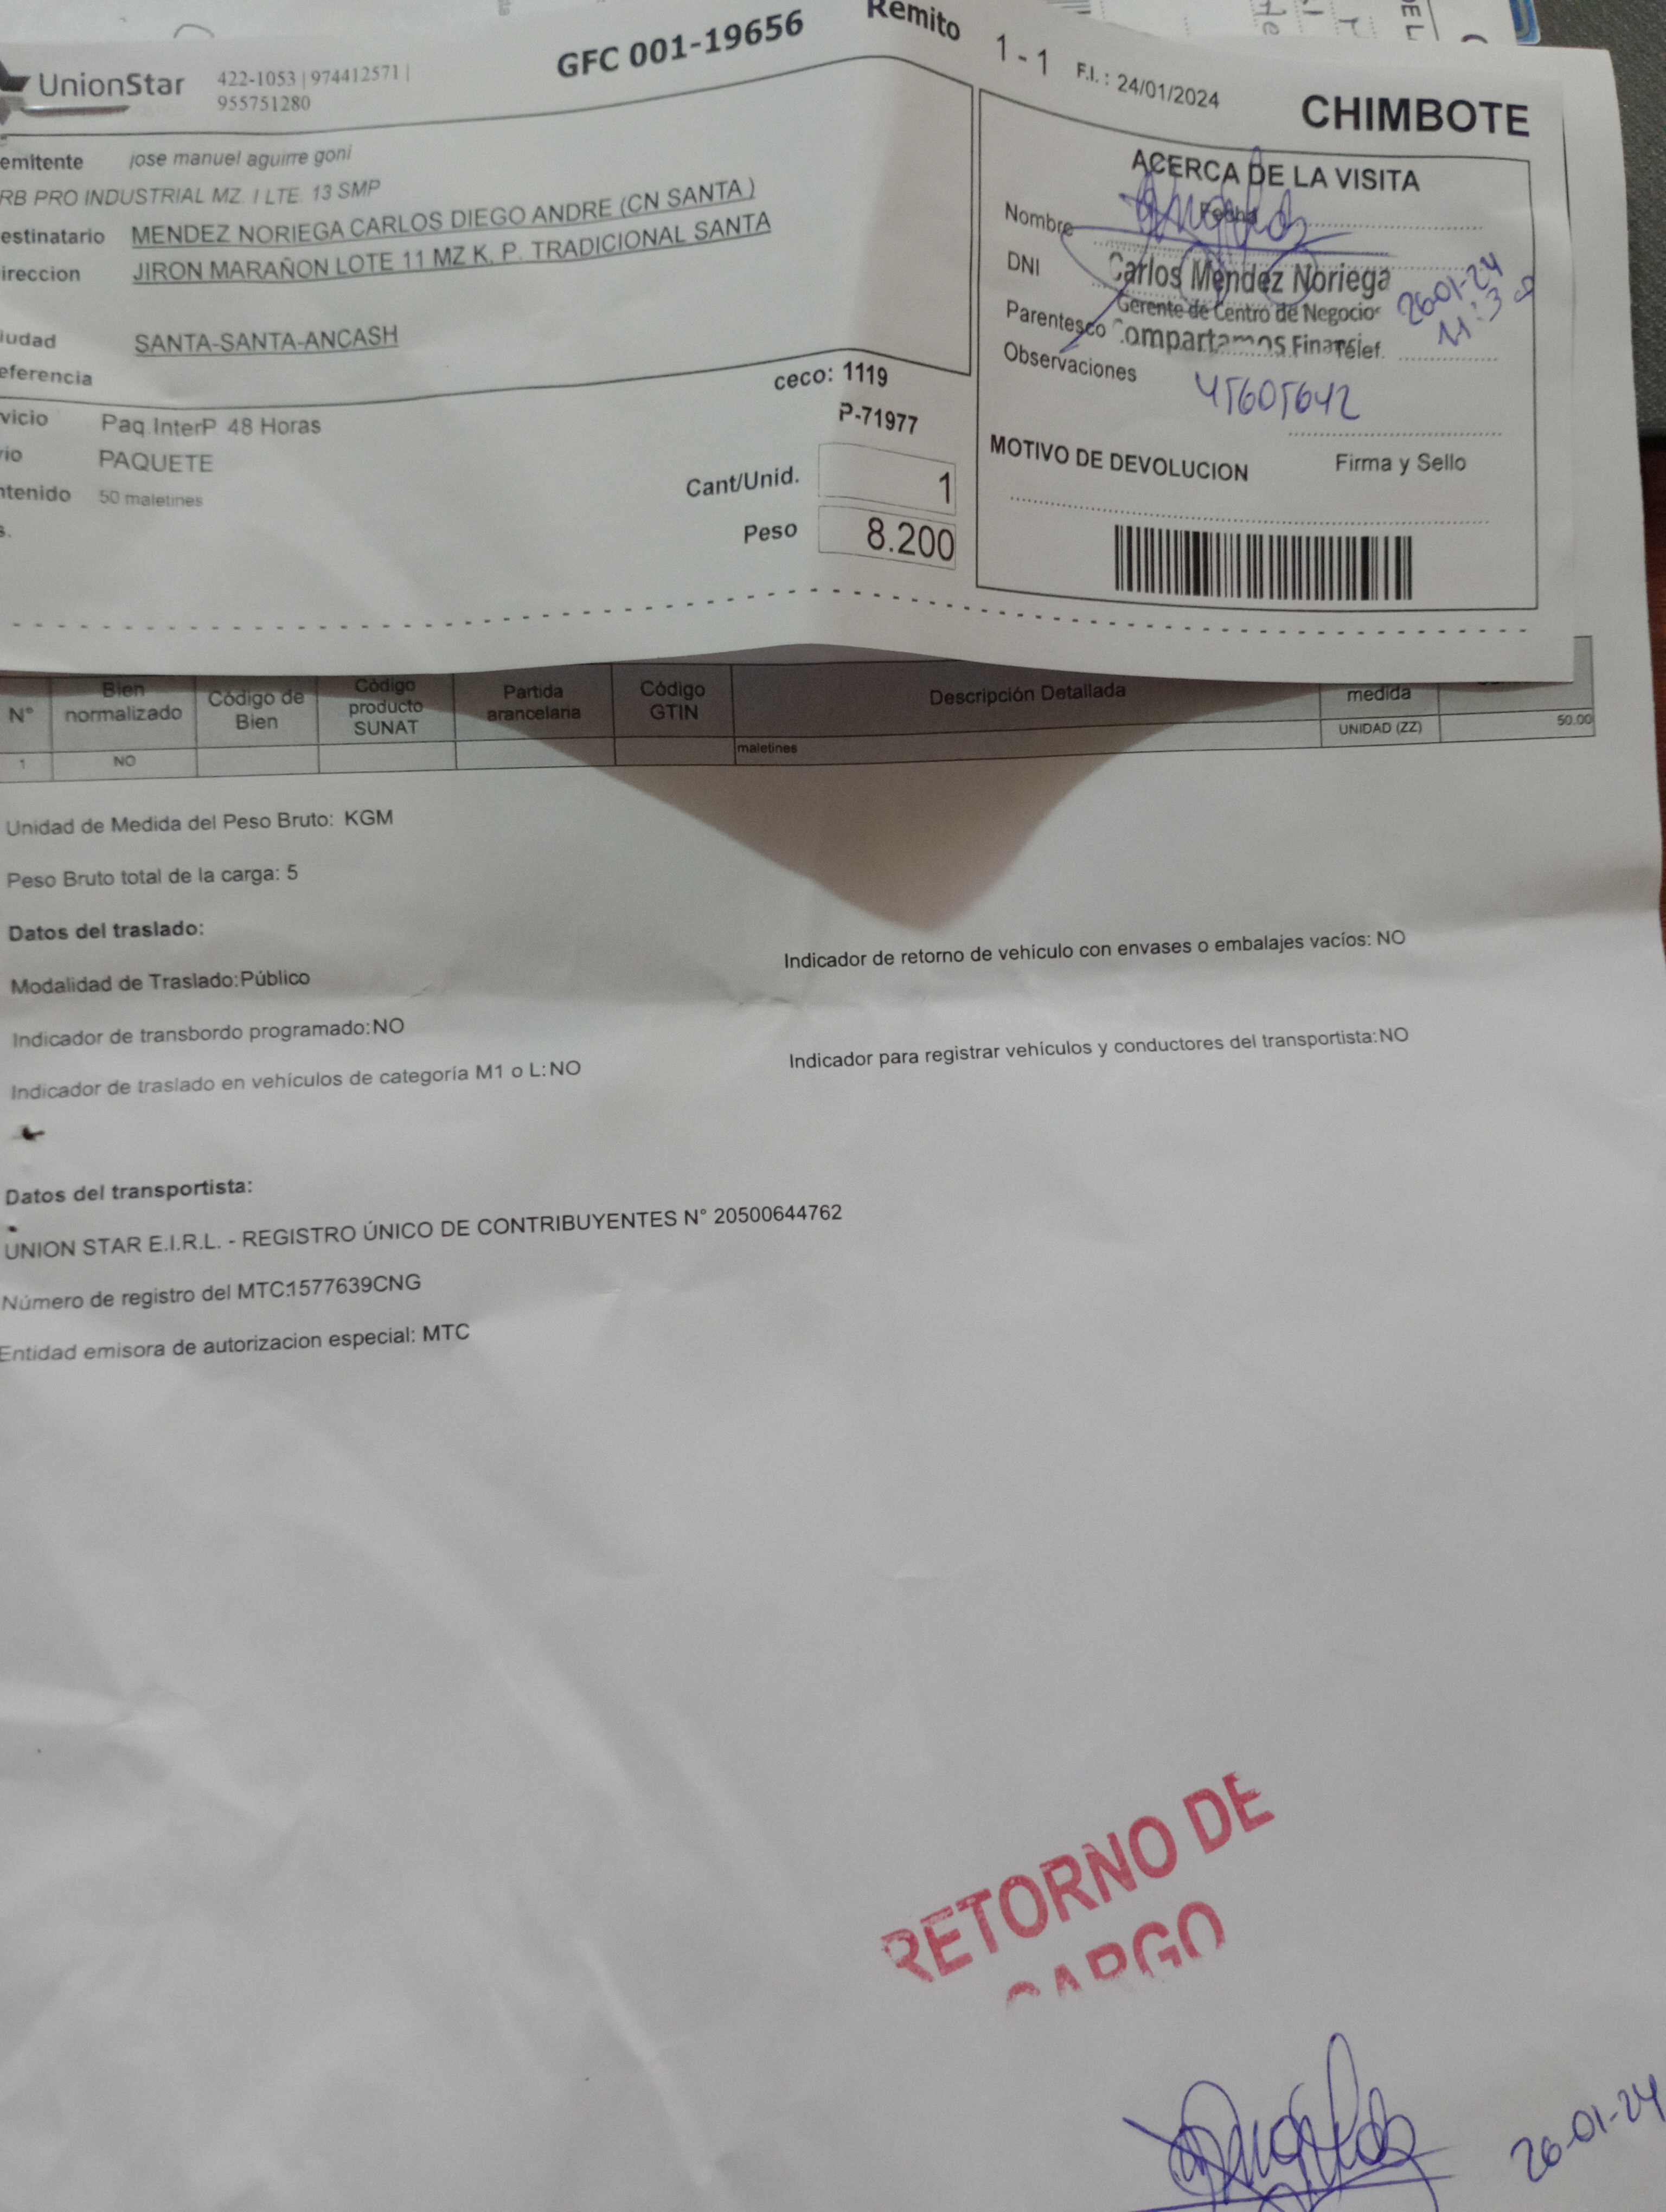 UnionStar
422-1053 | 974412571 |
955751280
GFC 001-19656
Remito 1 - 1
F.I.: 24/01/2024
CHIMBOTE
emitente jose manuel aguirre goni
RB PRO INDUSTRIAL MZ. I LTE. 13 SMP
estinatario MENDEZ NORIEGA CARLOS DIEGO ANDRE (CN SANTA )
ireccion JIRON MARAÑON LOTE 11 MZ K. P. TRADICIONAL SANTA
iudad SANTA-SANTA-ANCASH
eferencia
ceco: 1119
vicio Paq.InterP 48 Horas
P-71977
io PAQUETE
ntenido 50 maletines
s.
Cant/Unid. 1
Peso 8.200
ACERCA DE LA VISITA
Fecha
Nombre
DNI
Carlos Mendez Noriega
Gerente de Centro de Negocio
Parentesco
ompartamos Finan
Telef.
26-01-24
Observaciones
45605642
MOTIVO DE DEVOLUCION
Firma y Sello
N° Bien normalizado Código de Bien Código producto SUNAT Partida arancelaria Código GTIN Descripción Detallada medida
1 NO maletines UNIDAD (ZZ) 50.00
Unidad de Medida del Peso Bruto: KGM
Peso Bruto total de la carga: 5
Datos del traslado:
Modalidad de Traslado:Público
Indicador de retorno de vehículo con envases o embalajes vacíos: NO
Indicador de transbordo programado:NO
Indicador para registrar vehículos y conductores del transportista:NO
Indicador de traslado en vehículos de categoría M1 o L:NO
Datos del transportista:
UNION STAR E.I.R.L. - REGISTRO ÚNICO DE CONTRIBUYENTES N° 20500644762
Número de registro del MTC:1577639CNG
Entidad emisora de autorizacion especial: MTC
RETORNO DE
CARGO
26-01-24